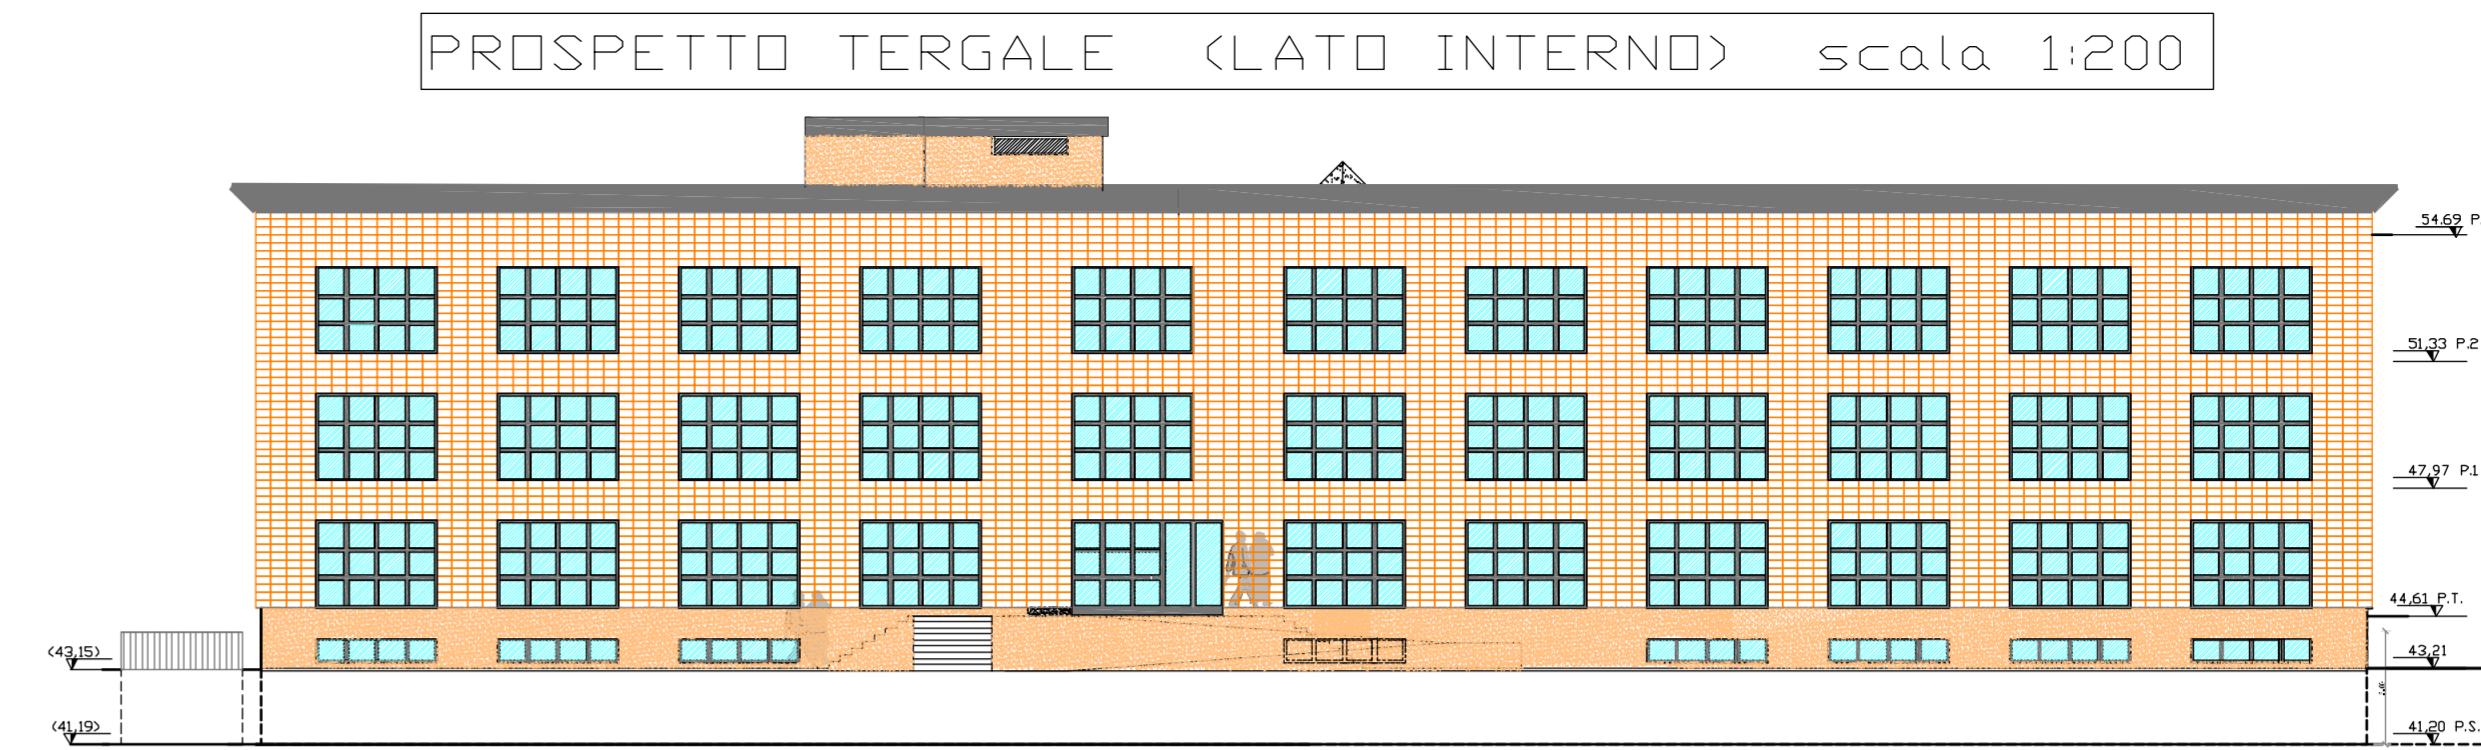 PROSPETTO TERGALE (LATO INTERNO) scala 1:200
54.69 P.
51,33 P.2
47,97 P.1
44,61 P.T.
(43,15)
43,21
(41,19)
41,20 P.S.